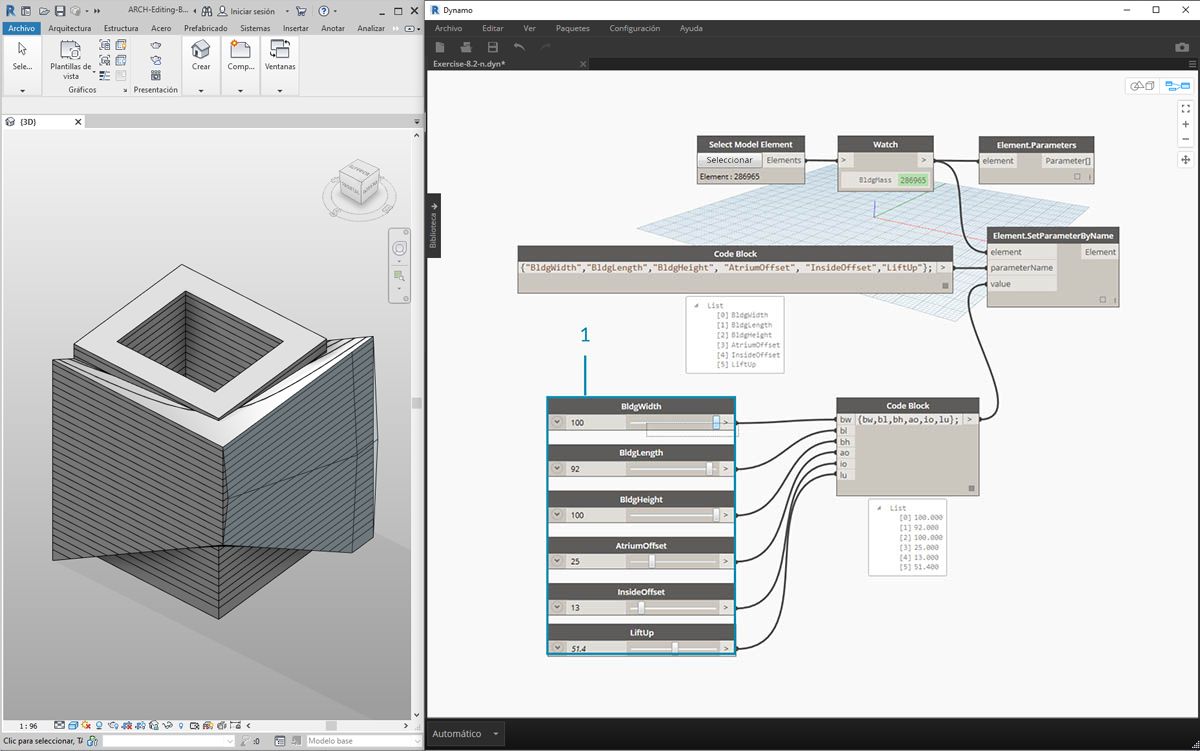 ARCH-Editing-B...
Iniciar sesión
Archivo Arquitectura Estructura Acero Prefabricado Sistemas Insertar Anotar Analizar
Sele...
Plantillas de vista
Crear
Comp...
Ventanas
Gráficos
Presentación
{3D}
1 : 96
Clic para seleccionar, TA
:0
Modelo base
Dynamo
Archivo Editar Ver Paquetes Configuración Ayuda
Exercise-8.2-n.dyn*
Biblioteca
Select Model Element
Seleccionar Elements
Element : 286965
Watch
> >
BldgMass 286965
Element.Parameters
element Parameter[]
Element.SetParameterByName
element Element
parameterName
value
Code Block
{"BldgWidth","BldgLength","BldgHeight", "AtriumOffset", "InsideOffset","LiftUp"}; >
List
[0] BldgWidth
[1] BldgLength
[2] BldgHeight
[3] AtriumOffset
[4] InsideOffset
[5] LiftUp
1
BldgWidth
100 >
BldgLength
92 >
BldgHeight
100 >
AtriumOffset
25 >
InsideOffset
13 >
LiftUp
51.4 >
Code Block
bw {bw,bl,bh,ao,io,lu}; >
bl
bh
ao
io
lu
List
[0] 100.000
[1] 92.000
[2] 100.000
[3] 25.000
[4] 13.000
[5] 51.400
Automático